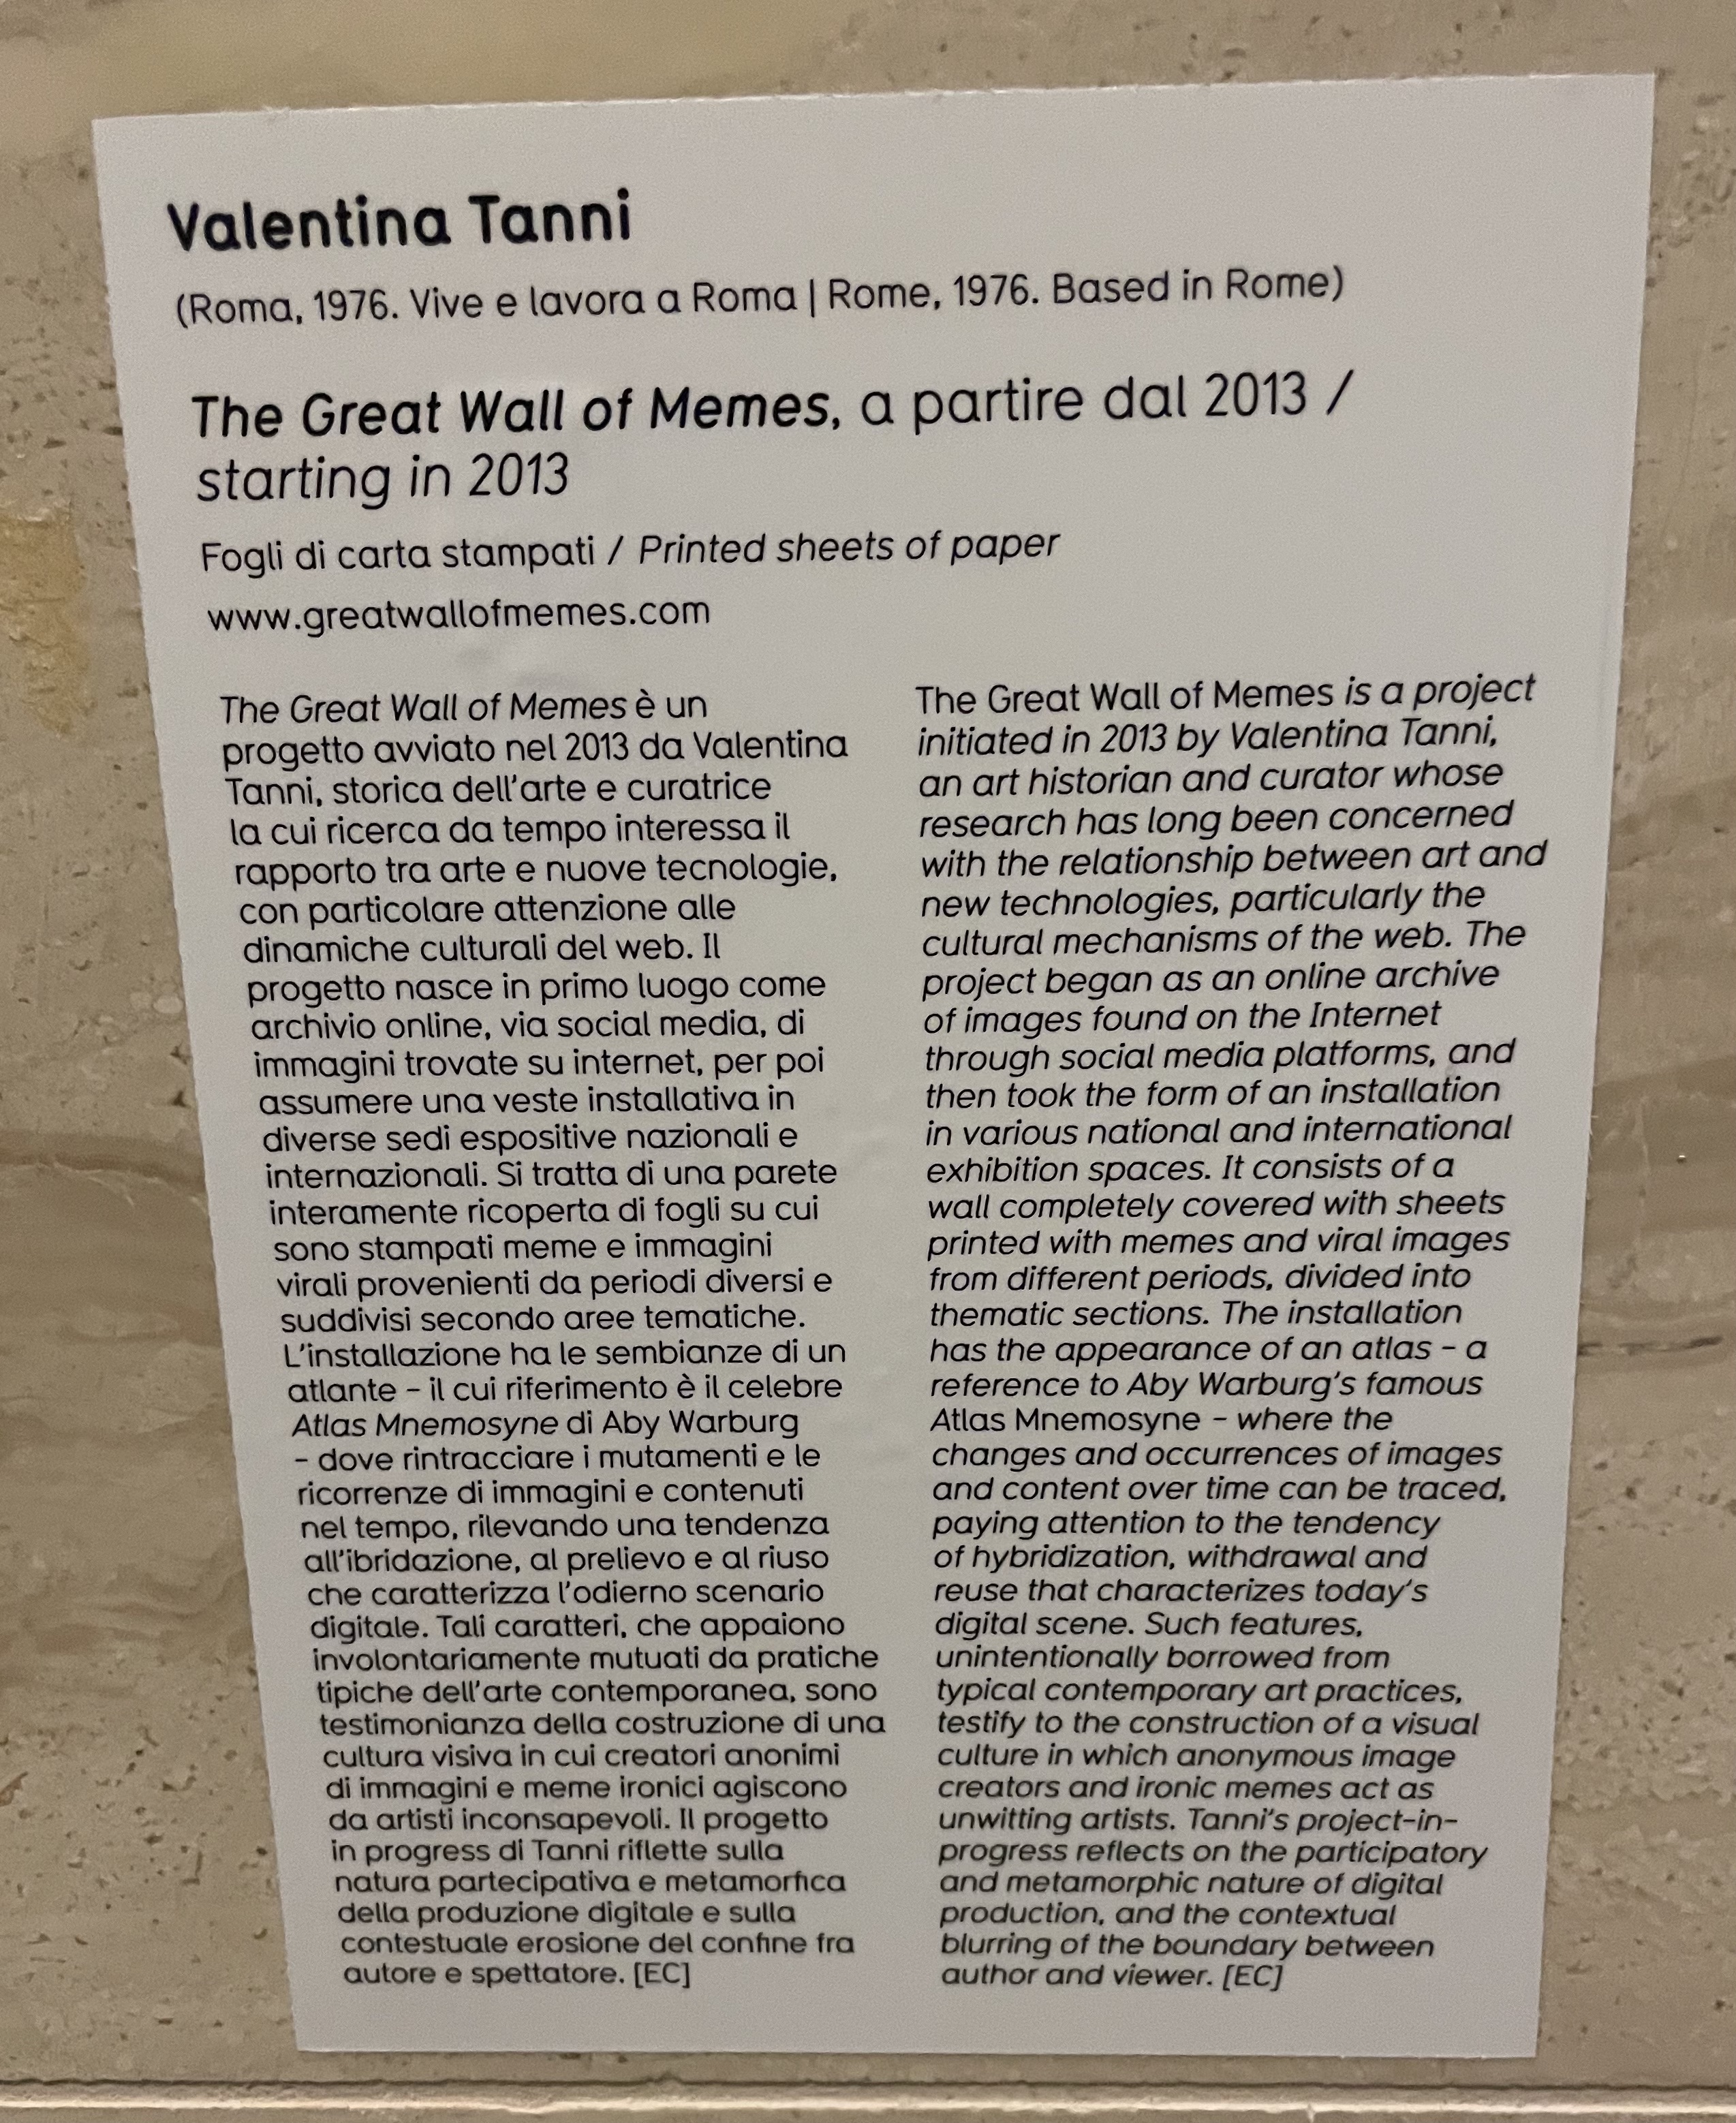 Valentina Tanni
(Roma, 1976. Vive e lavora a Roma | Rome, 1976. Based in Rome)
The Great Wall of Memes, a partire dal 2013 /
starting in 2013
Fogli di carta stampati / Printed sheets of paper
www.greatwallofmemes.com
The Great Wall of Memes è un
progetto avviato nel 2013 da Valentina
Tanni, storica dell'arte e curatrice
la cui ricerca da tempo interessa il
rapporto tra arte e nuove tecnologie,
con particolare attenzione alle
dinamiche culturali del web. Il
progetto nasce in primo luogo come
archivio online, via social media, di
immagini trovate su internet, per poi
assumere una veste installativa in
diverse sedi espositive nazionali e
internazionali. Si tratta di una parete
interamente ricoperta di fogli su cui
sono stampati meme e immagini
virali provenienti da periodi diversi e
suddivisi secondo aree tematiche.
L'installazione ha le sembianze di un
atlante – il cui riferimento è il celebre
Atlas Mnemosyne di Aby Warburg
– dove rintracciare i mutamenti e le
ricorrenze di immagini e contenuti
nel tempo, rilevando una tendenza
all'ibridazione, al prelievo e al riuso
che caratterizza l'odierno scenario
digitale. Tali caratteri, che appaiono
involontariamente mutuati da pratiche
tipiche dell'arte contemporanea, sono
testimonianza della costruzione di una
cultura visiva in cui creatori anonimi
di immagini e meme ironici agiscono
da artisti inconsapevoli. Il progetto
in progress di Tanni riflette sulla
natura partecipativa e metamorfica
della produzione digitale e sulla
contestuale erosione del confine fra
autore e spettatore. [EC]
The Great Wall of Memes is a project
initiated in 2013 by Valentina Tanni,
an art historian and curator whose
research has long been concerned
with the relationship between art and
new technologies, particularly the
cultural mechanisms of the web. The
project began as an online archive
of images found on the Internet
through social media platforms, and
then took the form of an installation
in various national and international
exhibition spaces. It consists of a
wall completely covered with sheets
printed with memes and viral images
from different periods, divided into
thematic sections. The installation
has the appearance of an atlas – a
reference to Aby Warburg's famous
Atlas Mnemosyne – where the
changes and occurrences of images
and content over time can be traced,
paying attention to the tendency
of hybridization, withdrawal and
reuse that characterizes today's
digital scene. Such features,
unintentionally borrowed from
typical contemporary art practices,
testify to the construction of a visual
culture in which anonymous image
creators and ironic memes act as
unwitting artists. Tanni's project-in-
progress reflects on the participatory
and metamorphic nature of digital
production, and the contextual
blurring of the boundary between
author and viewer. [EC]